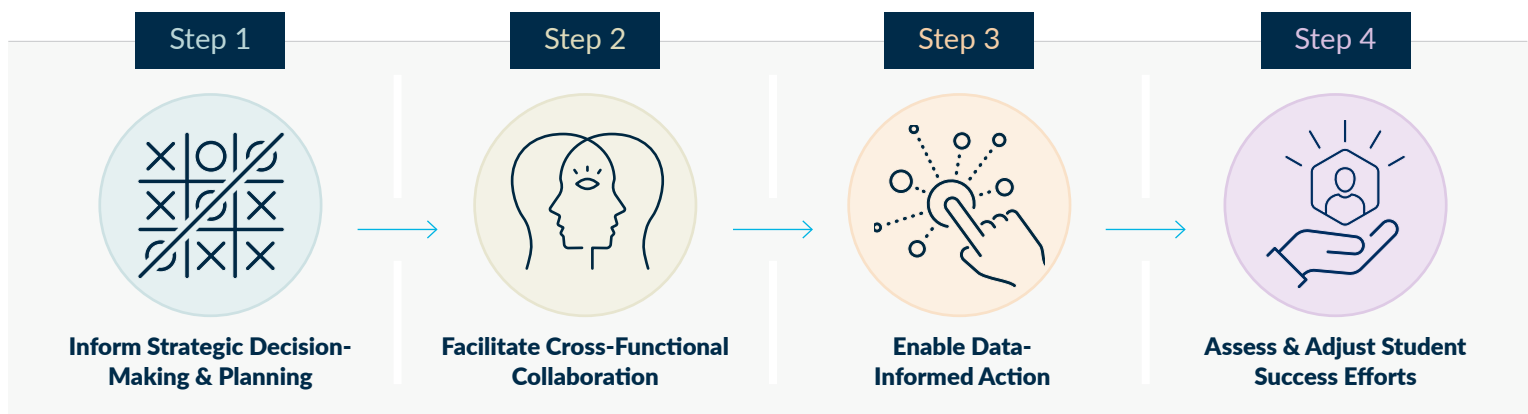 Step 1
Step 2
Step 3
Step 4
Inform Strategic Decision-
Making & Planning
Facilitate Cross-Functional
Collaboration
Enable Data-
Informed Action
Assess & Adjust Student
Success Efforts